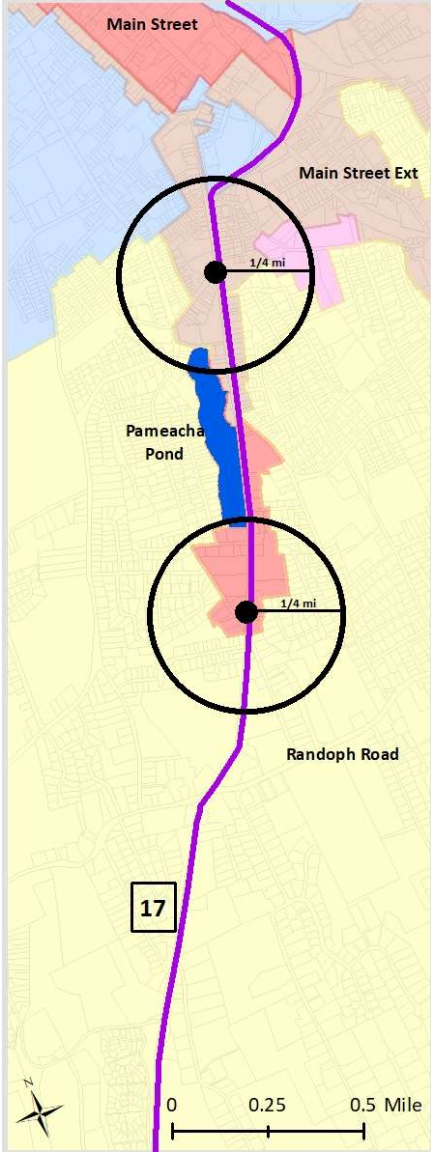 Main Street
Main Street Ext
1/4 mi
Pameacha
Pond
1/4 mi
Randoph Road
17
N
0 0.25 0.5 Mile